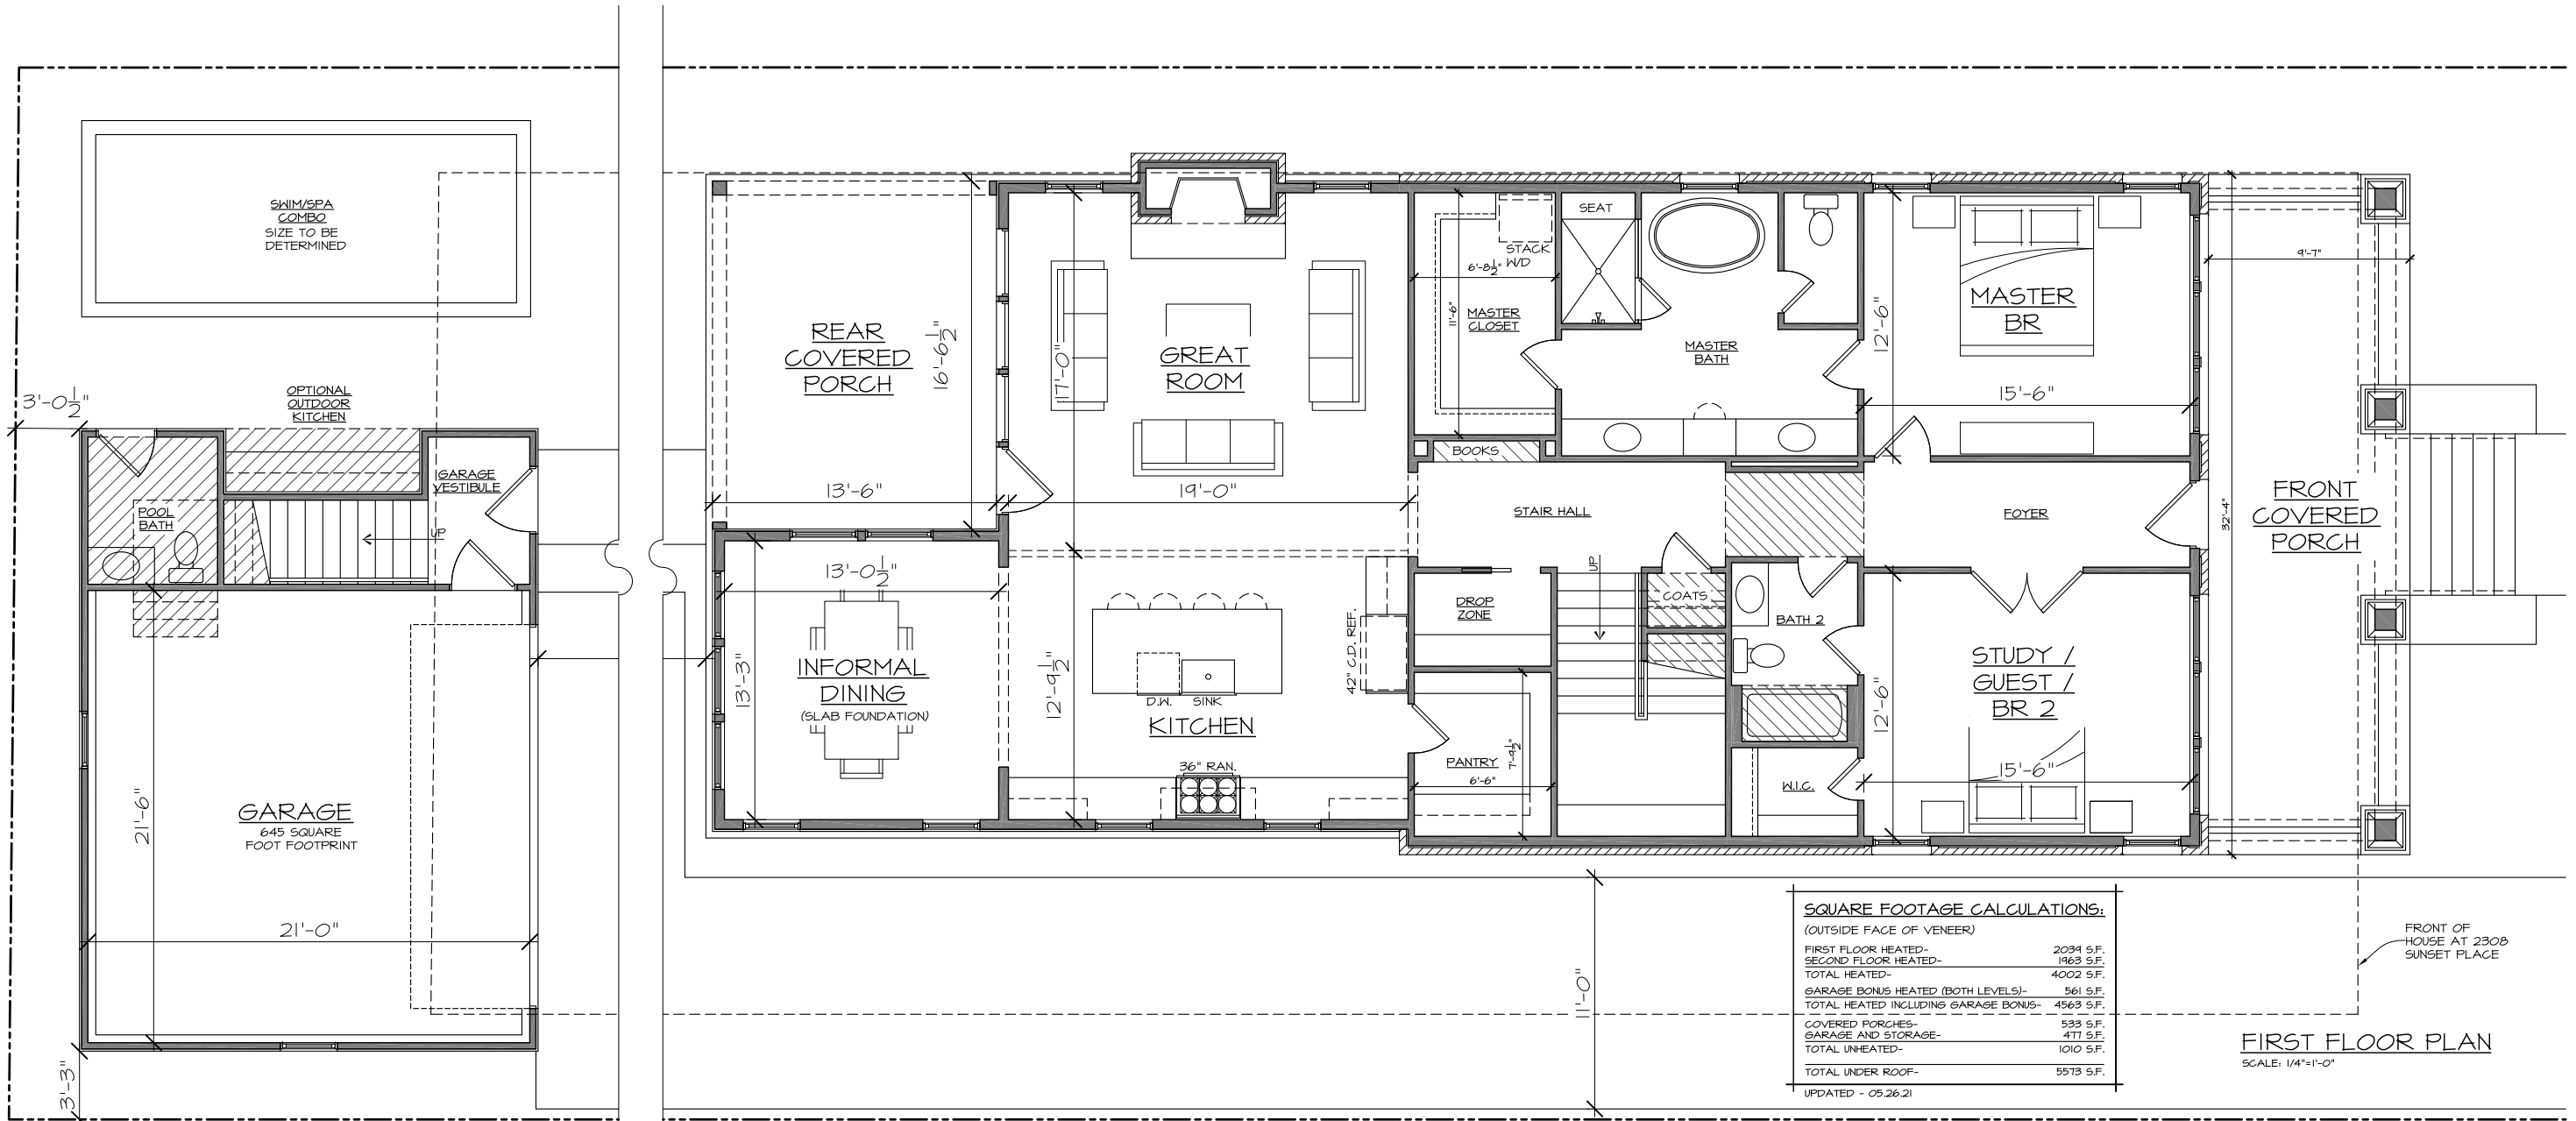 SWIM/SPA
COMBO
SIZE TO BE
DETERMINED
3'-0 1/2"
OPTIONAL
OUTDOOR
KITCHEN
GARAGE
VESTIBULE
POOL
BATH
UP
GARAGE
645 SQUARE
FOOT FOOTPRINT
21'-6"
21'-0"
3'-3"
REAR
COVERED
PORCH
16'-6 1/2"
13'-6"
13'-0 1/2"
INFORMAL
DINING
(SLAB FOUNDATION)
13'-3"
GREAT
ROOM
17'-0"
19'-0"
12'-9 1/2"
42" C.D. REF.
D.W.
SINK
KITCHEN
36" RAN.
STACK
W/D
6'-8 1/2"
11'-6"
MASTER
CLOSET
BOOKS
SEAT
MASTER
BATH
STAIR HALL
DROP
ZONE
UP
COATS
PANTRY
7'-9 1/2"
6'-6"
BATH 2
W.I.C.
MASTER
BR
12'-6"
15'-6"
FOYER
STUDY /
GUEST /
BR 2
12'-6"
15'-6"
9'-7"
FRONT
COVERED
PORCH
32'-4"
11'-0"
SQUARE FOOTAGE CALCULATIONS:
(OUTSIDE FACE OF VENEER)
FIRST FLOOR HEATED- 2039 S.F.
SECOND FLOOR HEATED- 1963 S.F.
TOTAL HEATED- 4002 S.F.
GARAGE BONUS HEATED (BOTH LEVELS)- 561 S.F.
TOTAL HEATED INCLUDING GARAGE BONUS- 4563 S.F.
COVERED PORCHES- 533 S.F.
GARAGE AND STORAGE- 477 S.F.
TOTAL UNHEATED- 1010 S.F.
TOTAL UNDER ROOF- 5573 S.F.
UPDATED - 05.26.21
FRONT OF
HOUSE AT 2308
SUNSET PLACE
FIRST FLOOR PLAN
SCALE: 1/4"=1'-0"